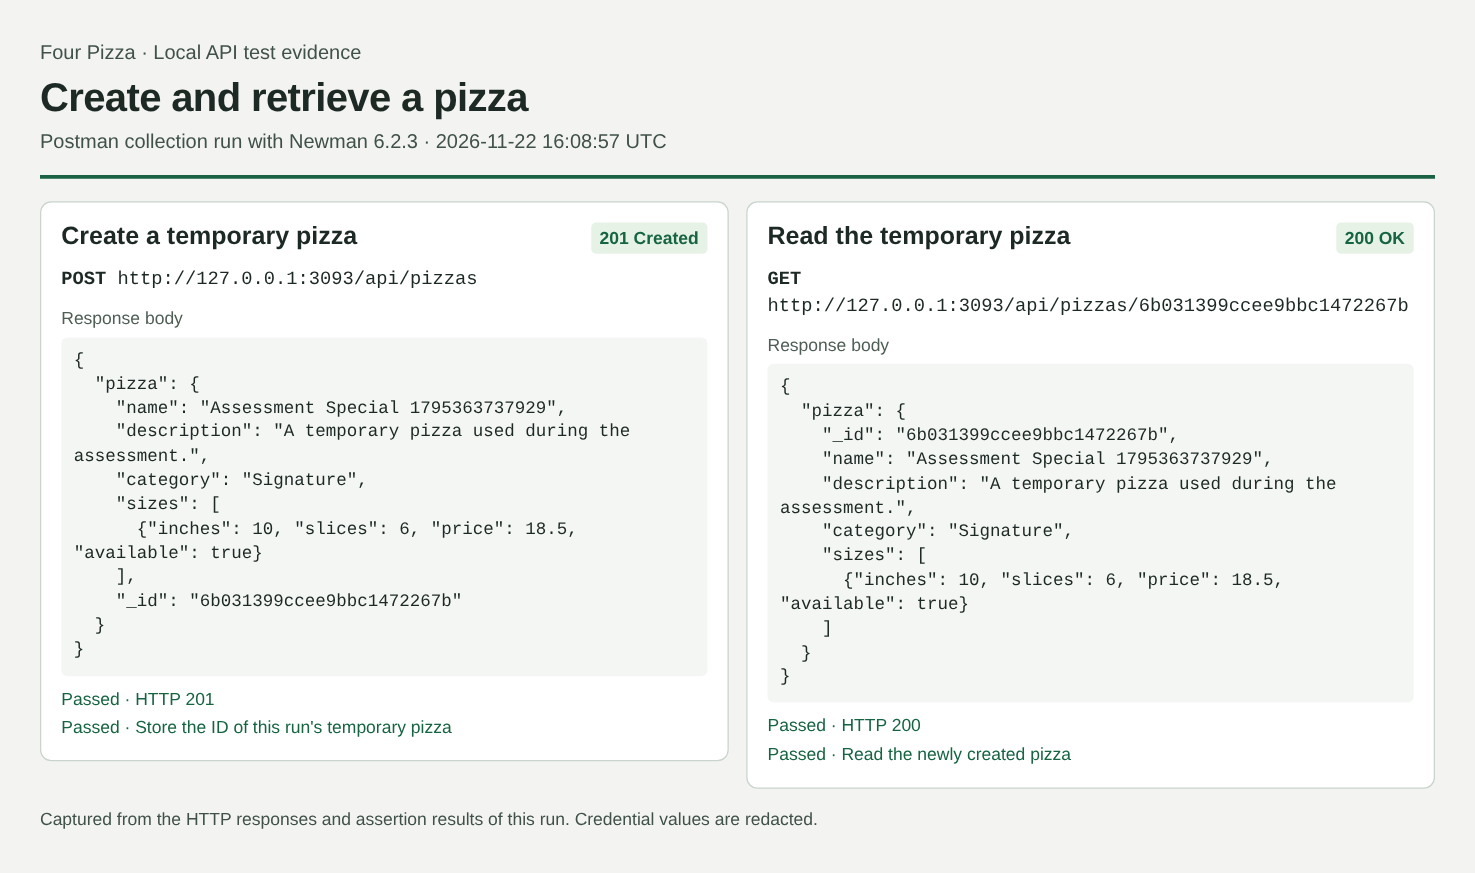 Four Pizza · Local API test evidence
Create and retrieve a pizza
Postman collection run with Newman 6.2.3 · 2026-11-22 16:08:57 UTC
Create a temporary pizza
201 Created
POST http://127.0.0.1:3093/api/pizzas
Response body
{
  "pizza": {
    "name": "Assessment Special 1795363737929",
    "description": "A temporary pizza used during the
assessment.",
    "category": "Signature",
    "sizes": [
      {"inches": 10, "slices": 6, "price": 18.5,
"available": true}
    ],
    "_id": "6b031399ccee9bbc1472267b"
  }
}
Passed · HTTP 201
Passed · Store the ID of this run's temporary pizza
Read the temporary pizza
200 OK
GET
http://127.0.0.1:3093/api/pizzas/6b031399ccee9bbc1472267b
Response body
{
  "pizza": {
    "_id": "6b031399ccee9bbc1472267b",
    "name": "Assessment Special 1795363737929",
    "description": "A temporary pizza used during the
assessment.",
    "category": "Signature",
    "sizes": [
      {"inches": 10, "slices": 6, "price": 18.5,
"available": true}
    ]
  }
}
Passed · HTTP 200
Passed · Read the newly created pizza
Captured from the HTTP responses and assertion results of this run. Credential values are redacted.